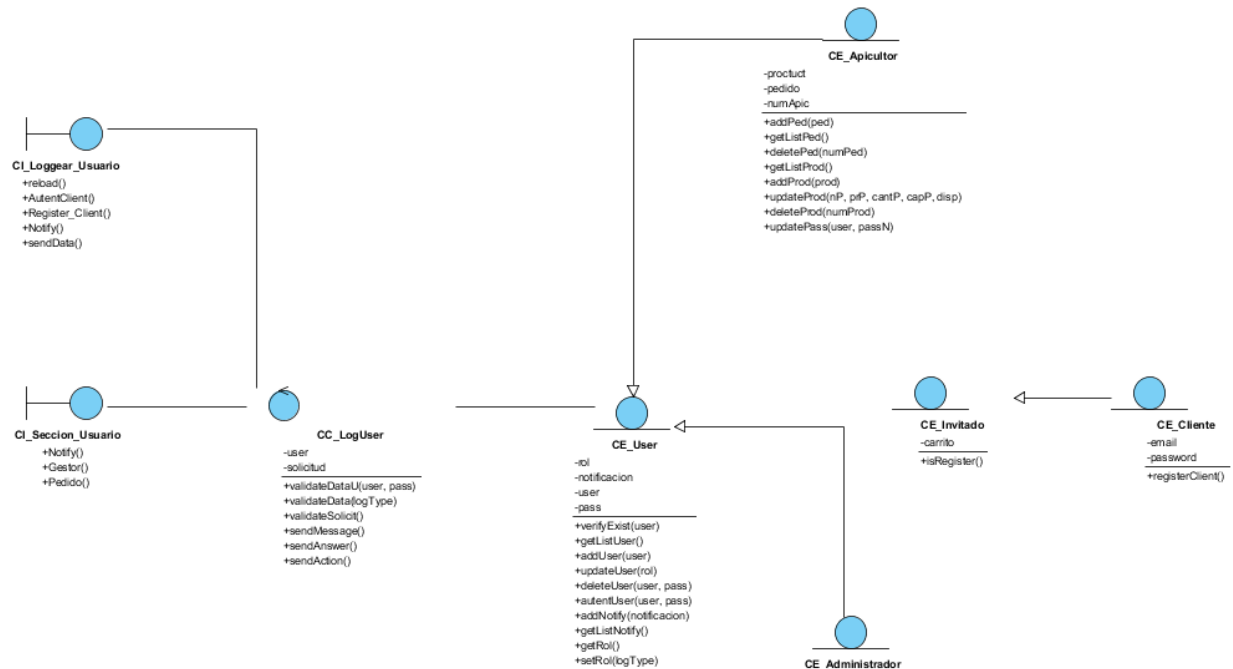 CE_Apicultor
-proctuct
-pedido
-numApic
+addPed(ped)
+getListPed()
+deletePed(numPed)
+getListProd()
+addProd(prod)
+updateProd(nP, prP, cantP, capP, disp)
+deleteProd(numProd)
+updatePass(user, passN)
CI_Loggear_Usuario
+reload()
+AutentClient()
+Register_Client()
+Notify()
+sendData()
CI_Seccion_Usuario
+Notify()
+Gestor()
+Pedido()
CC_LogUser
-user
-solicitud
+validateDataU(user, pass)
+validateData(logType)
+validateSolicit()
+sendMessage()
+sendAnswer()
+sendAction()
CE_User
-rol
-notificacion
-user
-pass
+verifyExist(user)
+getListUser()
+addUser(user)
+updateUser(rol)
+deleteUser(user, pass)
+autentUser(user, pass)
+addNotify(notificacion)
+getListNotify()
+getRol()
+setRol(logType)
CE_Invitado
-carrito
+isRegister()
CE_Cliente
-email
-password
+registerClient()
CE_Administrador